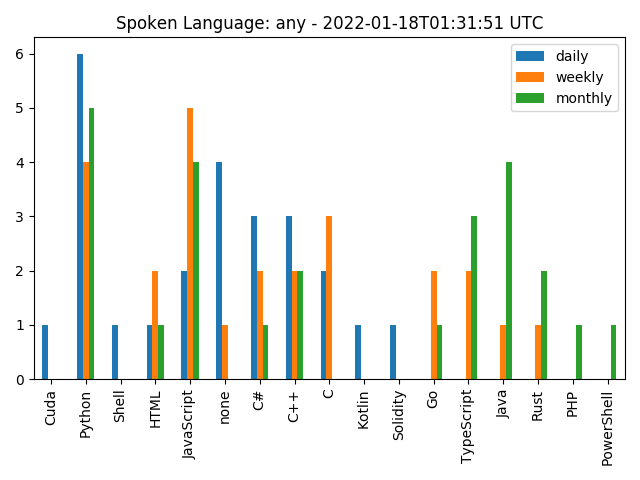 Spoken Language: any - 2022-01-18T01:31:51 UTC
daily
weekly
monthly
6
5
4
3
2
1
0
Cuda
Python
Shell
HTML
JavaScript
none
C#
C++
C
Kotlin
Solidity
Go
TypeScript
Java
Rust
PHP
PowerShell